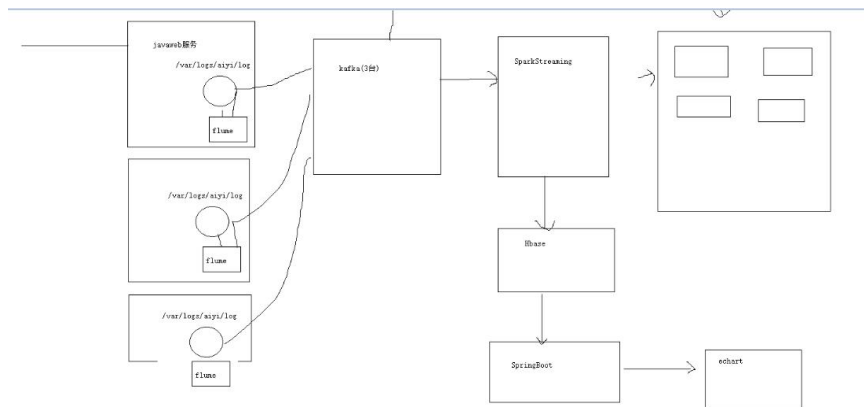 javaweb服务
/var/logs/aiyi/log
flume
/var/logs/aiyi/log
flume
/var/logs/aiyi/log
flume
kafka(3台)
SparkStreaming
Hbase
SpringBoot
echart